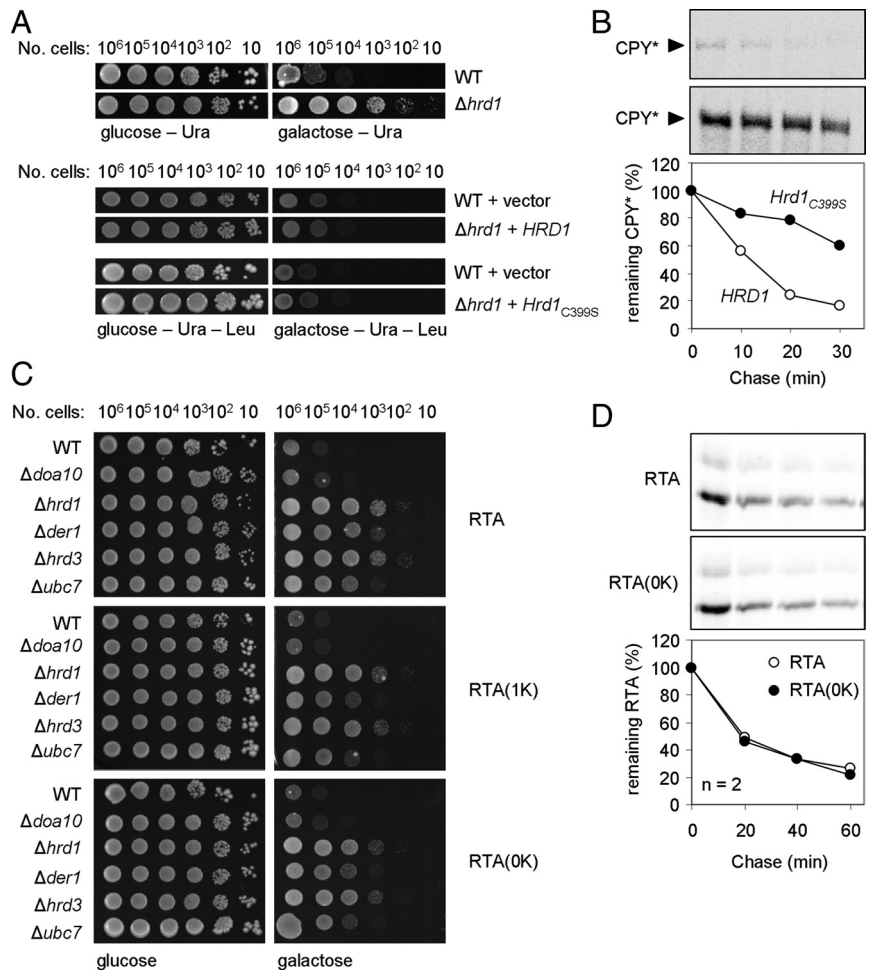 A
No. cells: 10⁶ 10⁵ 10⁴ 10³ 10² 10 10⁶ 10⁵ 10⁴ 10³ 10² 10
WT
Δhrd1
glucose – Ura galactose – Ura
No. cells: 10⁶ 10⁵ 10⁴ 10³ 10² 10 10⁶ 10⁵ 10⁴ 10³ 10² 10
WT + vector
Δhrd1 + HRD1
WT + vector
Δhrd1 + Hrd1C399S
glucose – Ura – Leu galactose – Ura – Leu
B
CPY*
CPY*
remaining CPY* (%)
120
100
80
60
40
20
0
Hrd1C399S
HRD1
0 10 20 30
Chase (min)
C
No. cells: 10⁶ 10⁵ 10⁴ 10³ 10² 10 10⁶ 10⁵ 10⁴ 10³ 10² 10
WT
Δdoa10
Δhrd1
Δder1
Δhrd3
Δubc7
RTA
WT
Δdoa10
Δhrd1
Δder1
Δhrd3
Δubc7
RTA(1K)
WT
Δdoa10
Δhrd1
Δder1
Δhrd3
Δubc7
RTA(0K)
glucose galactose
D
RTA
RTA(0K)
remaining RTA (%)
120
100
80
60
40
20
0
RTA
RTA(0K)
n = 2
0 20 40 60
Chase (min)